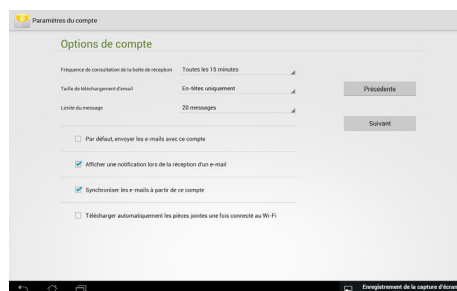 Paramètres du compte
Options de compte
Fréquence de consultation de la boîte de réception Toutes les 15 minutes
Taille de téléchargement d'email En-têtes uniquement
Précédente
Limite du message 20 messages
Suivant
Par défaut, envoyer les e-mails avec ce compte
Afficher une notification lors de la réception d'un e-mail
Synchroniser les e-mails à partir de ce compte
Télécharger automatiquement les pièces jointes une fois connecté au Wi-Fi
Enregistrement de la capture d'écran